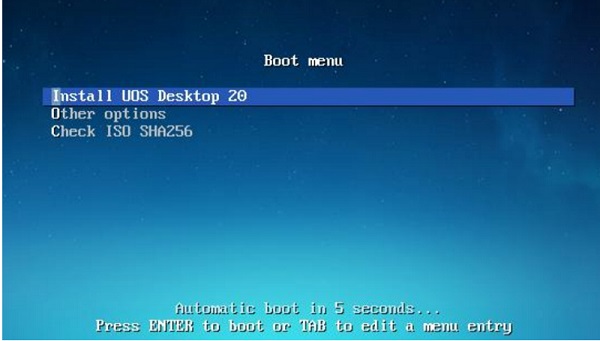 Boot menu
Install UOS Desktop 20
Other options
Check ISO SHA256
Automatic boot in 5 seconds...
Press ENTER to boot or TAB to edit a menu entry